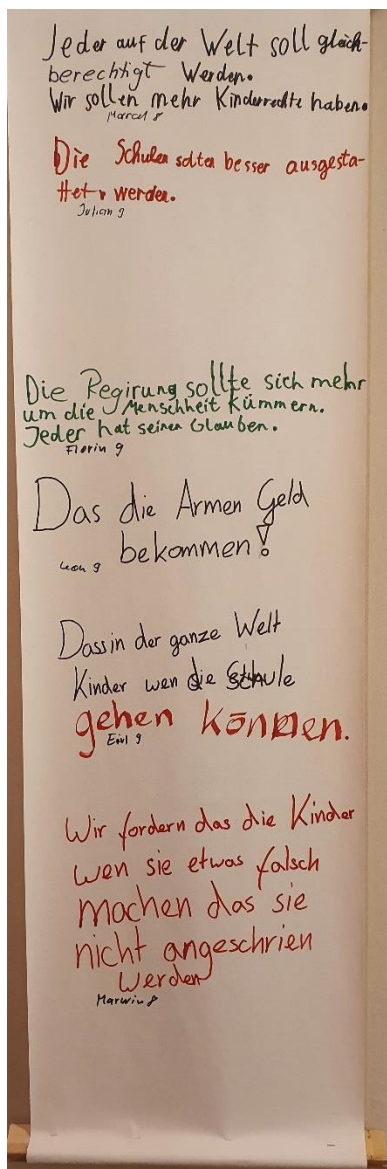 Jeder auf der Welt soll gleich-
berechtigt Werden.
Wir sollen mehr Kinderrechte haben.
Marcel 8
Die Schulen solten besser ausgesta-
ttet werden.
Julian 9
Die Regirung sollte sich mehr
um die Menschheit Kümmern.
Jeder hat seinen Glauben.
Florin 9
Das die Armen Geld
bekommen!
Leon 9
Dass in der ganze Welt
Kinder wen die Schule
gehen können.
9
Wir fordern das die Kinder
wen sie etwas falsch
machen das sie
nicht angeschrien
Werden
Marwin 8